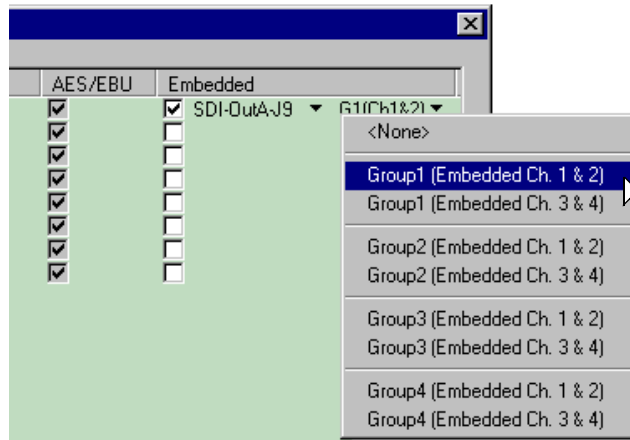 AES/EBU Embedded
SDI-OutA-J9 G1(Ch1&2)
<None>
Group1 (Embedded Ch. 1 & 2)
Group1 (Embedded Ch. 3 & 4)
Group2 (Embedded Ch. 1 & 2)
Group2 (Embedded Ch. 3 & 4)
Group3 (Embedded Ch. 1 & 2)
Group3 (Embedded Ch. 3 & 4)
Group4 (Embedded Ch. 1 & 2)
Group4 (Embedded Ch. 3 & 4)